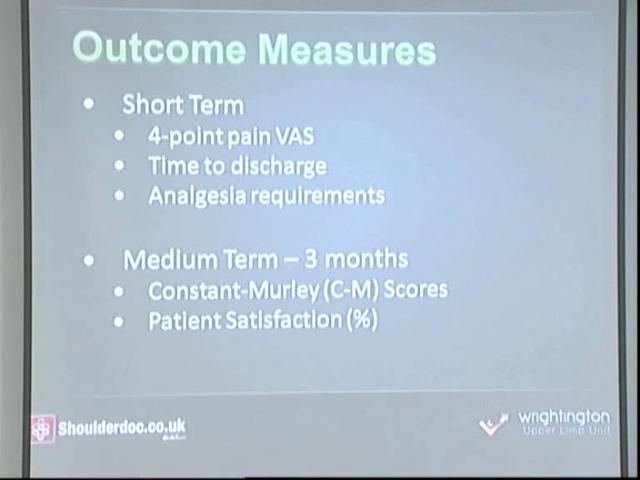 Outcome Measures
• Short Term
• 4-point pain VAS
• Time to discharge
• Analgesia requirements
• Medium Term – 3 months
• Constant-Murley (C-M) Scores
• Patient Satisfaction (%)
Shoulderdoc.co.uk
wrightington
Upper Limb Unit